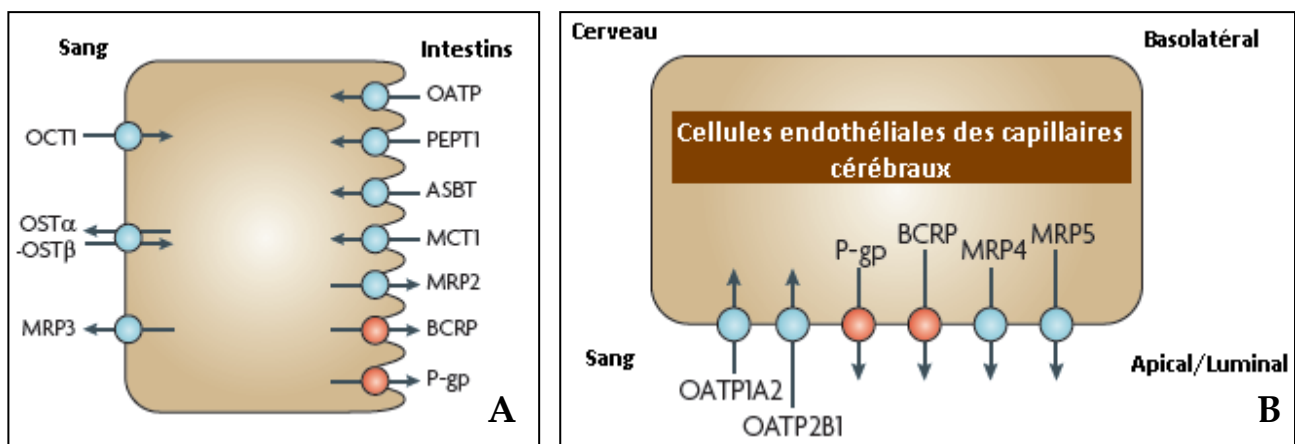 Sang
Intestins
OATP
OCT1
PEPT1
ASBT
OSTα
-OSTβ
MCT1
MRP2
MRP3
BCRP
P-gp
A
Cerveau
Basolatéral
Cellules endothéliales des capillaires
cérébraux
P-gp
BCRP
MRP4
MRP5
Sang
Apical/Luminal
OATP1A2
OATP2B1
B